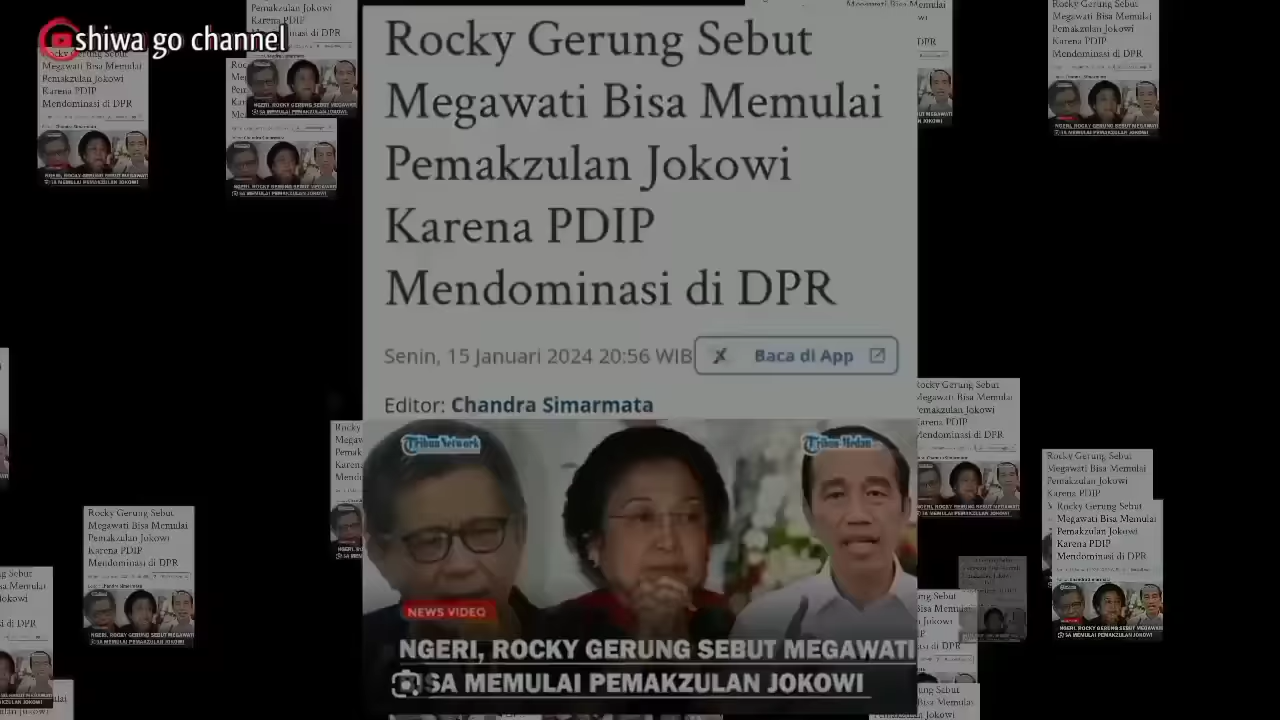 shiwa go channel
Rocky Gerung Sebut
Megawati Bisa Memulai
Pemakzulan Jokowi
Karena PDIP
Mendominasi di DPR
Senin, 15 Januari 2024 20:56 WIB
Baca di App
Editor: Chandra Simarmata
Tribun Network
Tribun-Medan
NEWS VIDEO
NGERI, ROCKY GERUNG SEBUT MEGAWATI
SA MEMULAI PEMAKZULAN JOKOWI